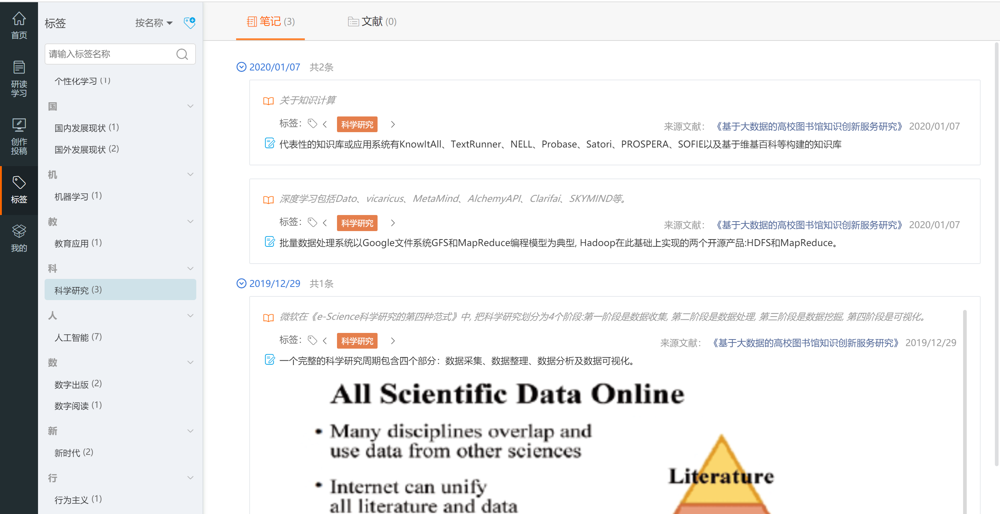 首页
研读
学习
创作
投稿
标签
我的
标签 按名称
请输入标签名称
个性化学习 (1)
国
国内发展现状 (1)
国外发展现状 (2)
机
机器学习 (1)
教
教育应用 (1)
科
科学研究 (3)
人
人工智能 (7)
数
数字出版 (2)
数字阅读 (1)
新
新时代 (2)
行
行为主义 (1)
笔记 (3) 文献 (0)
2020/01/07 共2条
关于知识计算
标签： 科学研究 来源文献： 《基于大数据的高校图书馆知识创新服务研究》 2020/01/07
代表性的知识库或应用系统有KnowItAll、TextRunner、NELL、Probase、Satori、PROSPERA、SOFIE以及基于维基百科等构建的知识库
深度学习包括Dato、vicaricus、MetaMind、AlchemyAPI、Clarifai、SKYMIND等。
标签： 科学研究 来源文献： 《基于大数据的高校图书馆知识创新服务研究》 2020/01/07
批量数据处理系统以Google文件系统GFS和MapReduce编程模型为典型, Hadoop在此基础上实现的两个开源产品:HDFS和MapReduce。
2019/12/29 共1条
微软在《e-Science科学研究的第四种范式》中, 把科学研究划分为4个阶段:第一阶段是数据收集, 第二阶段是数据处理, 第三阶段是数据挖掘, 第四阶段是可视化。
标签： 科学研究 来源文献： 《基于大数据的高校图书馆知识创新服务研究》 2019/12/29
一个完整的科学研究周期包含四个部分：数据采集、数据整理、数据分析及数据可视化。
All Scientific Data Online
• Many disciplines overlap and
use data from other sciences
• Internet can unify
all literature and data
Literature